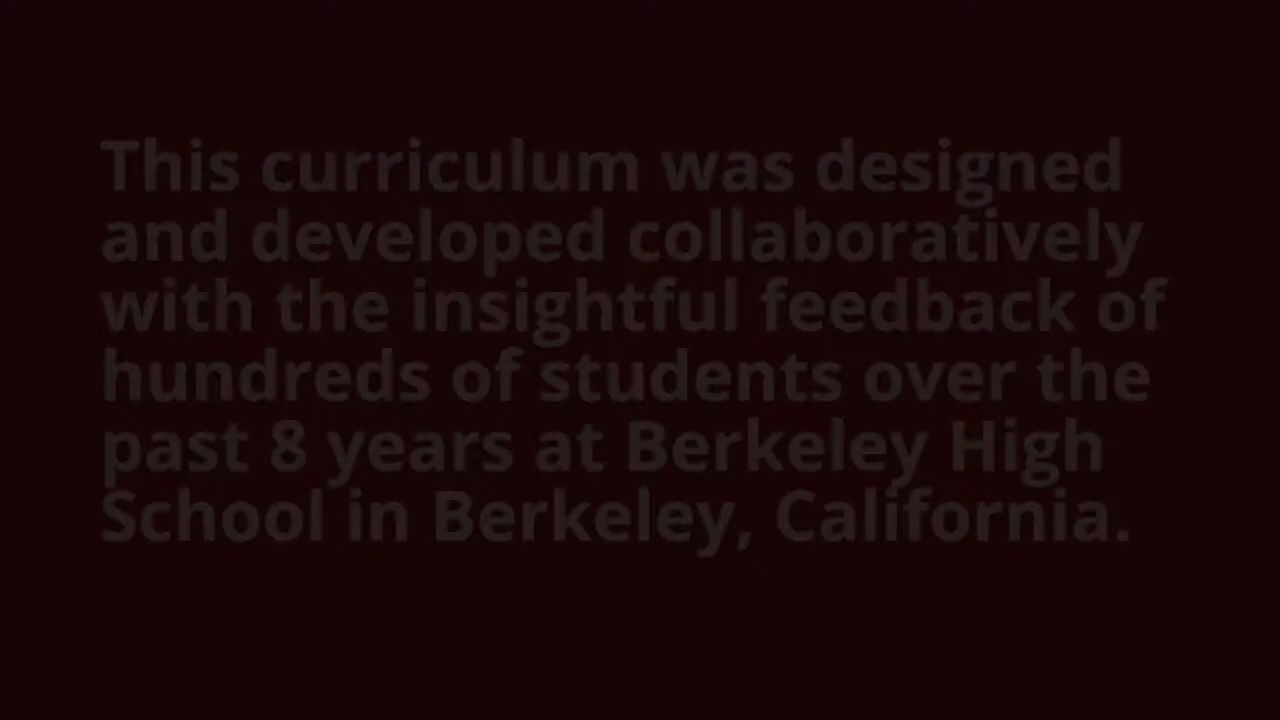 This curriculum was designed
and developed collaboratively
with the insightful feedback of
hundreds of students over the
past 8 years at Berkeley High
School in Berkeley, California.